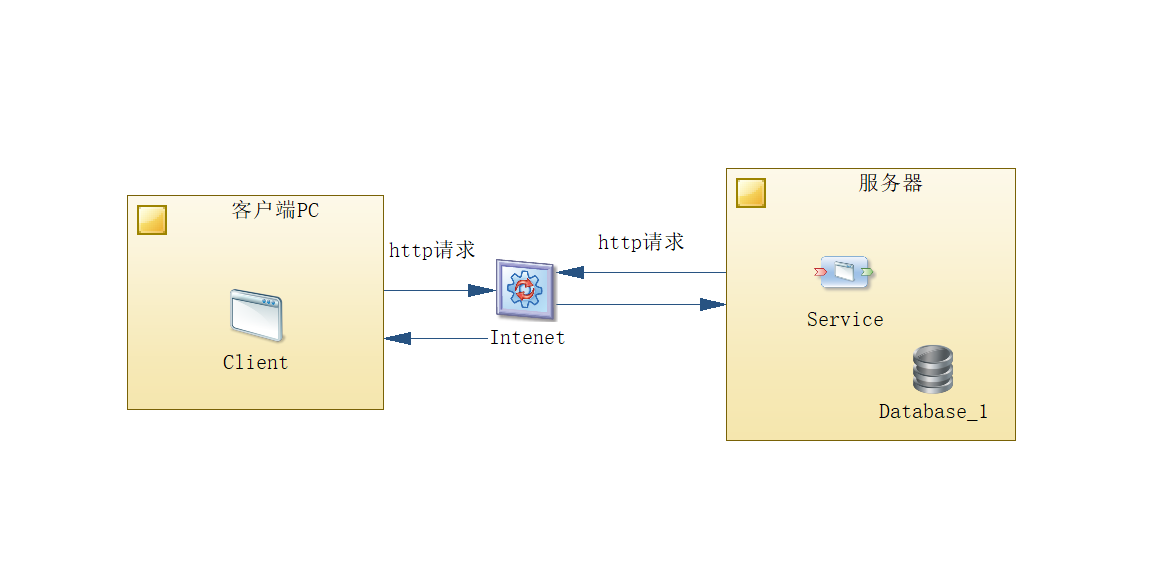 客户端PC
http请求
Client
Intenet
http请求
服务器
Service
Database_1